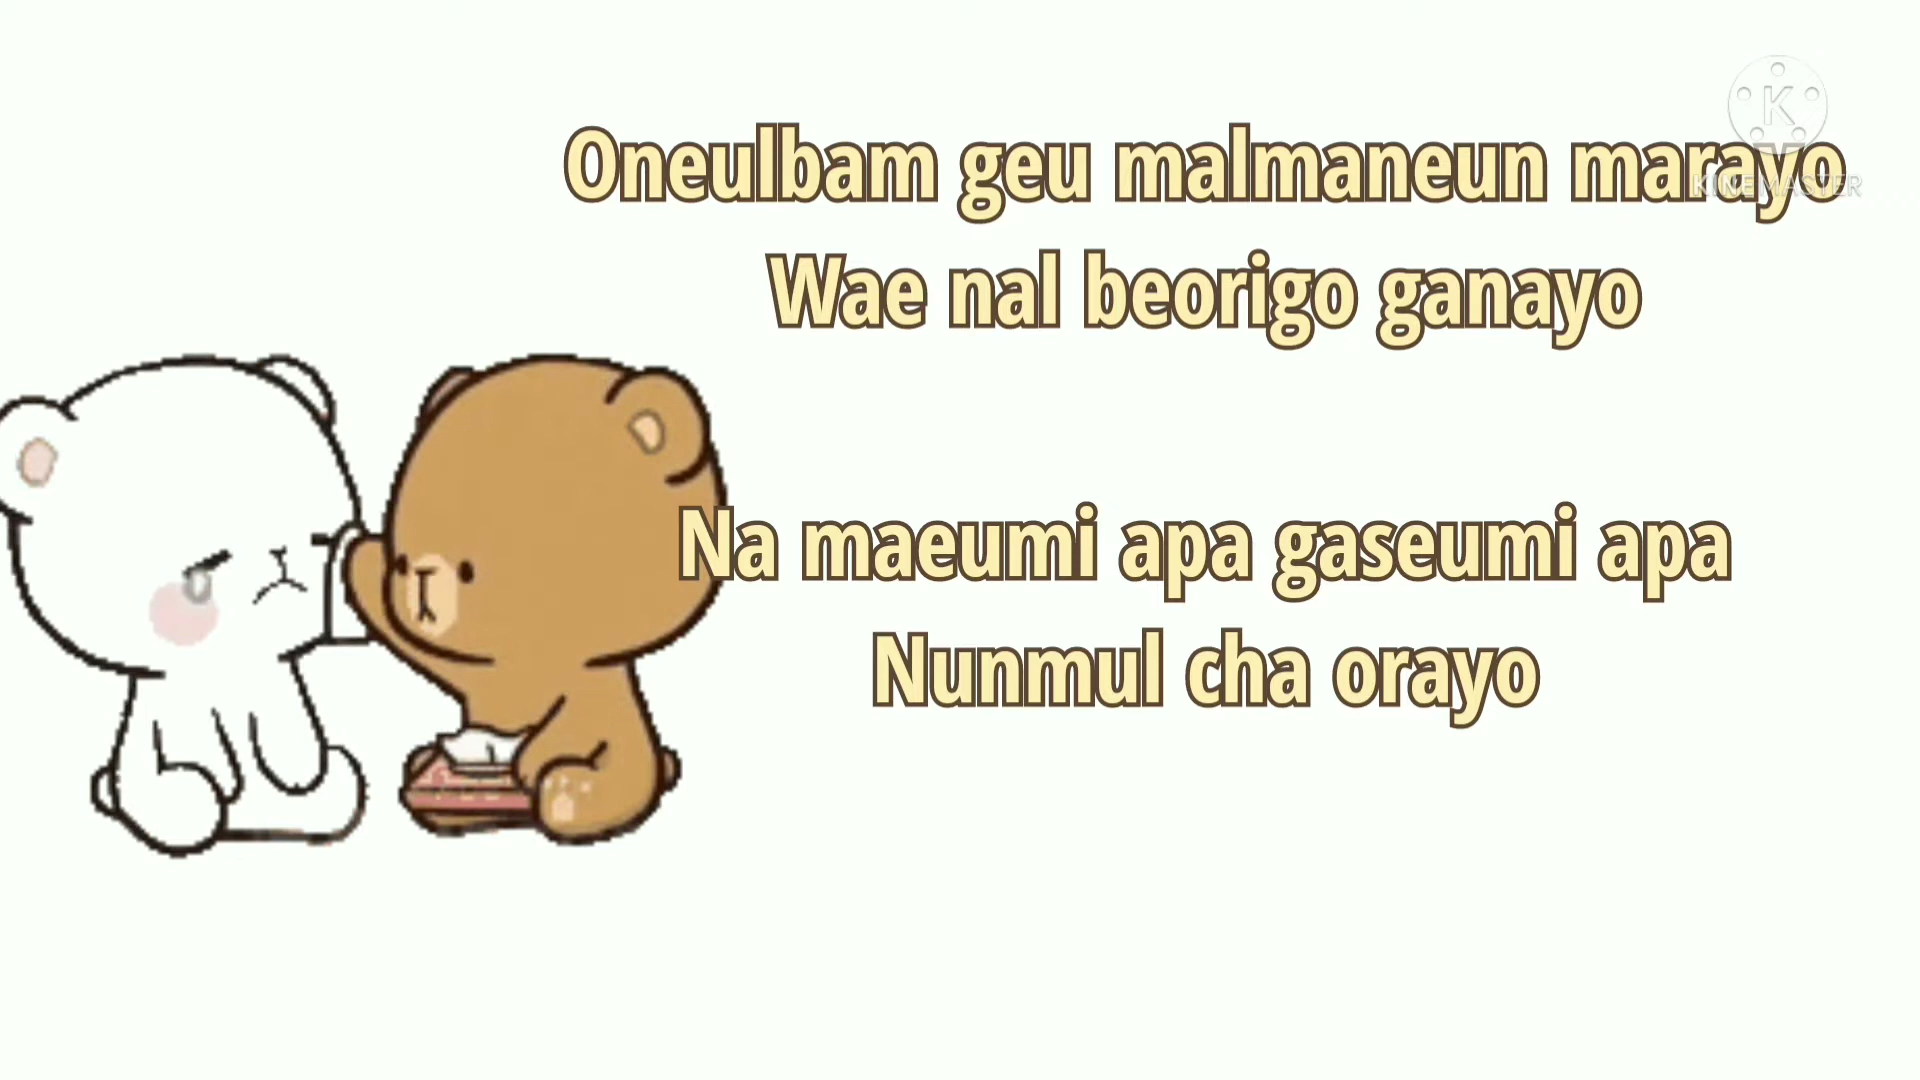 Oneulbam geu malmaneun marayo
KINEMASTER
Wae nal beorigo ganayo
Na maeumi apa gaseumi apa
Nunmul cha orayo